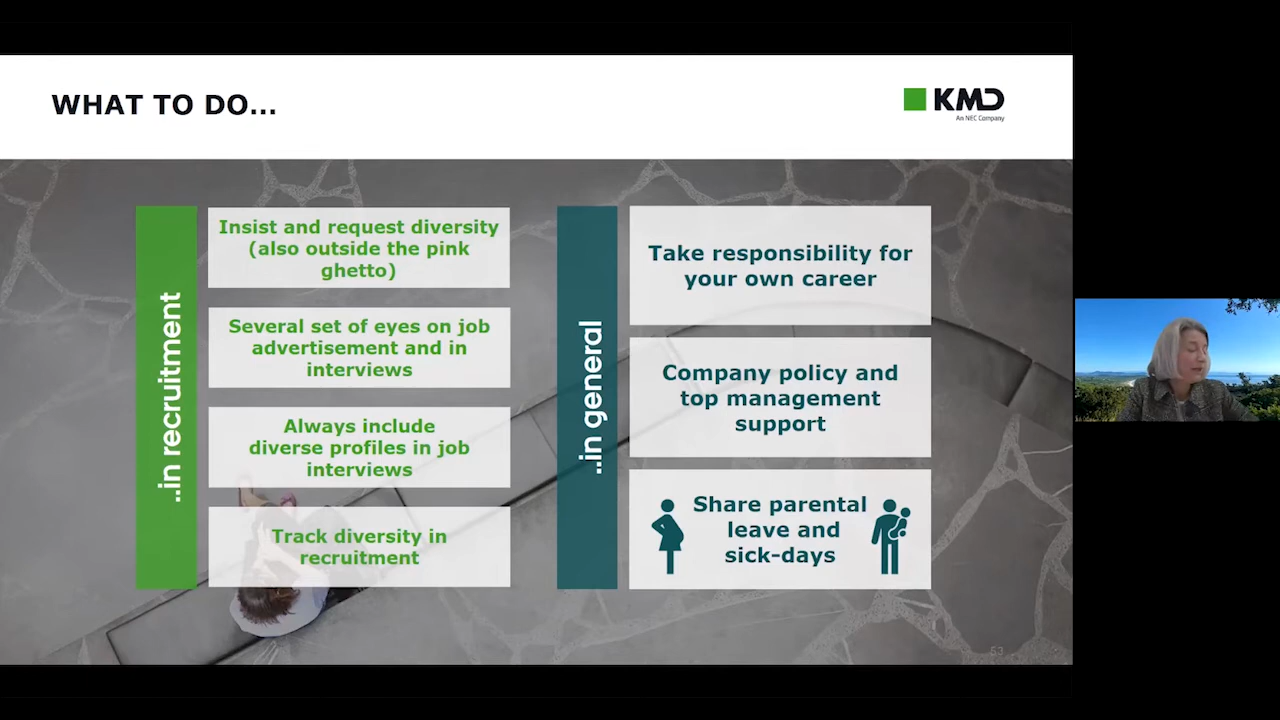 WHAT TO DO...
KMD
An NEC Company
..in recruitment
Insist and request diversity
(also outside the pink
ghetto)
Several set of eyes on job
advertisement and in
interviews
Always include
diverse profiles in job
interviews
Track diversity in
recruitment
..in general
Take responsibility for
your own career
Company policy and
top management
support
Share parental
leave and
sick-days
53